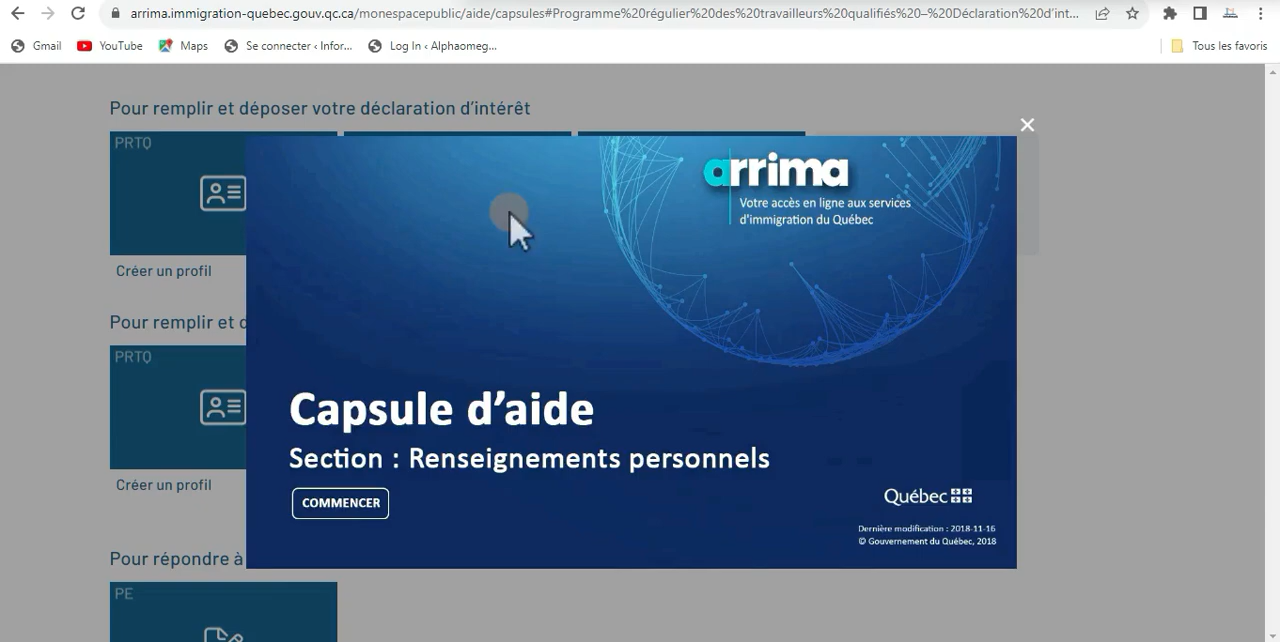 arrima.immigration-quebec.gouv.qc.ca/monespacepublic/aide/capsules#Programme%20régulier%20des%20travailleurs%20qualifiés%20–%20Déclaration%20d’int...
Gmail
YouTube
Maps
Se connecter ‹ Infor...
Log In ‹ Alphaomeg...
Tous les favoris
Pour remplir et déposer votre déclaration d’intérêt
PRTQ
Créer un profil
arrima
Votre accès en ligne aux services
d’immigration du Québec
Pour remplir et d
PRTQ
Créer un profil
Capsule d’aide
Section : Renseignements personnels
COMMENCER
Québec
Dernière modification : 2018-11-16
© Gouvernement du Québec, 2018
Pour répondre à
PE